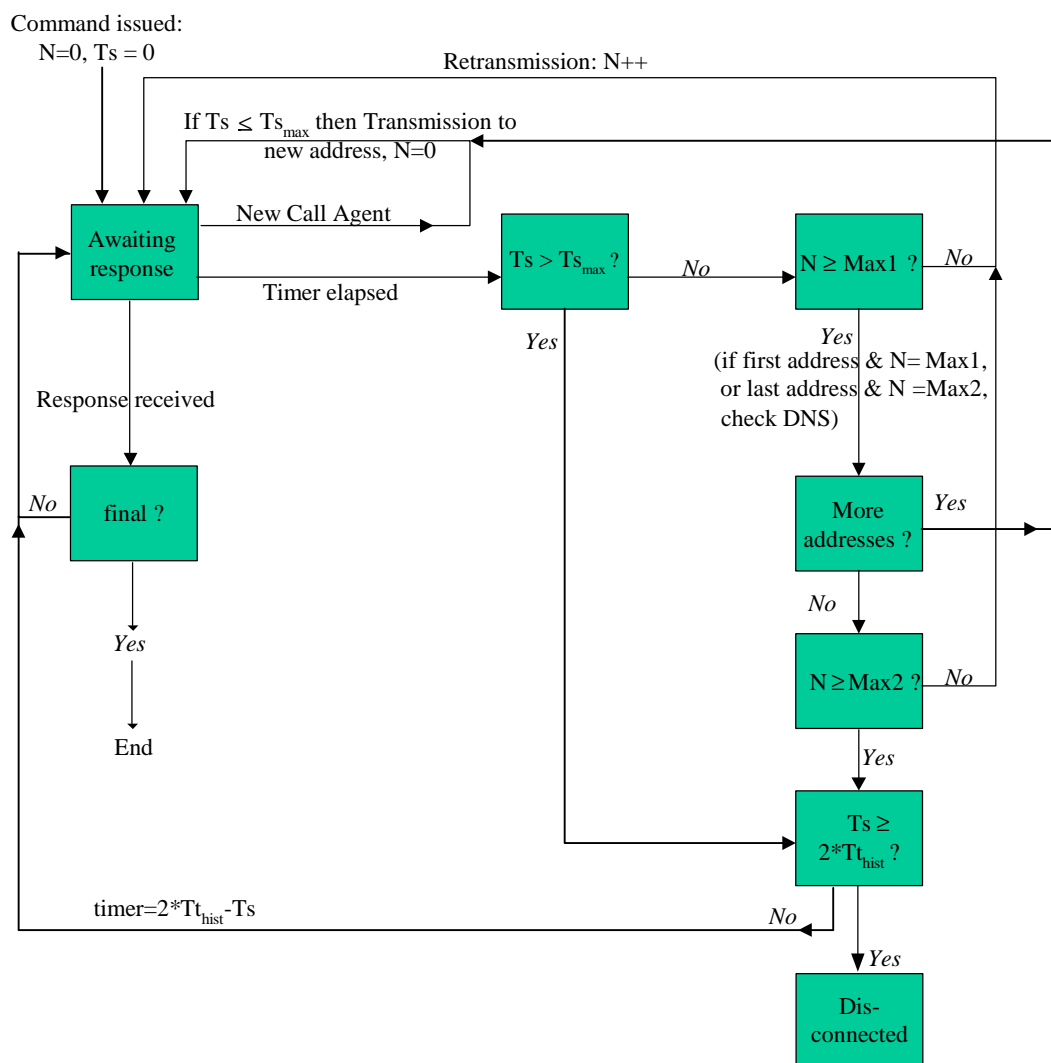 Command issued:
N=0, Ts = 0
Retransmission: N++
If Ts ≤ Tsmax then Transmission to
new address, N=0
New Call Agent
Awaiting
response
Ts > Tsmax ?
No
N ≥ Max1 ?
No
Timer elapsed
Yes
Yes
(if first address & N= Max1,
or last address & N =Max2,
check DNS)
Response received
No
final ?
More
addresses ?
Yes
No
Yes
N ≥ Max2 ?
No
End
Yes
Ts ≥
2*Tthist ?
timer=2*Tthist-Ts
No
Yes
Dis-
connected